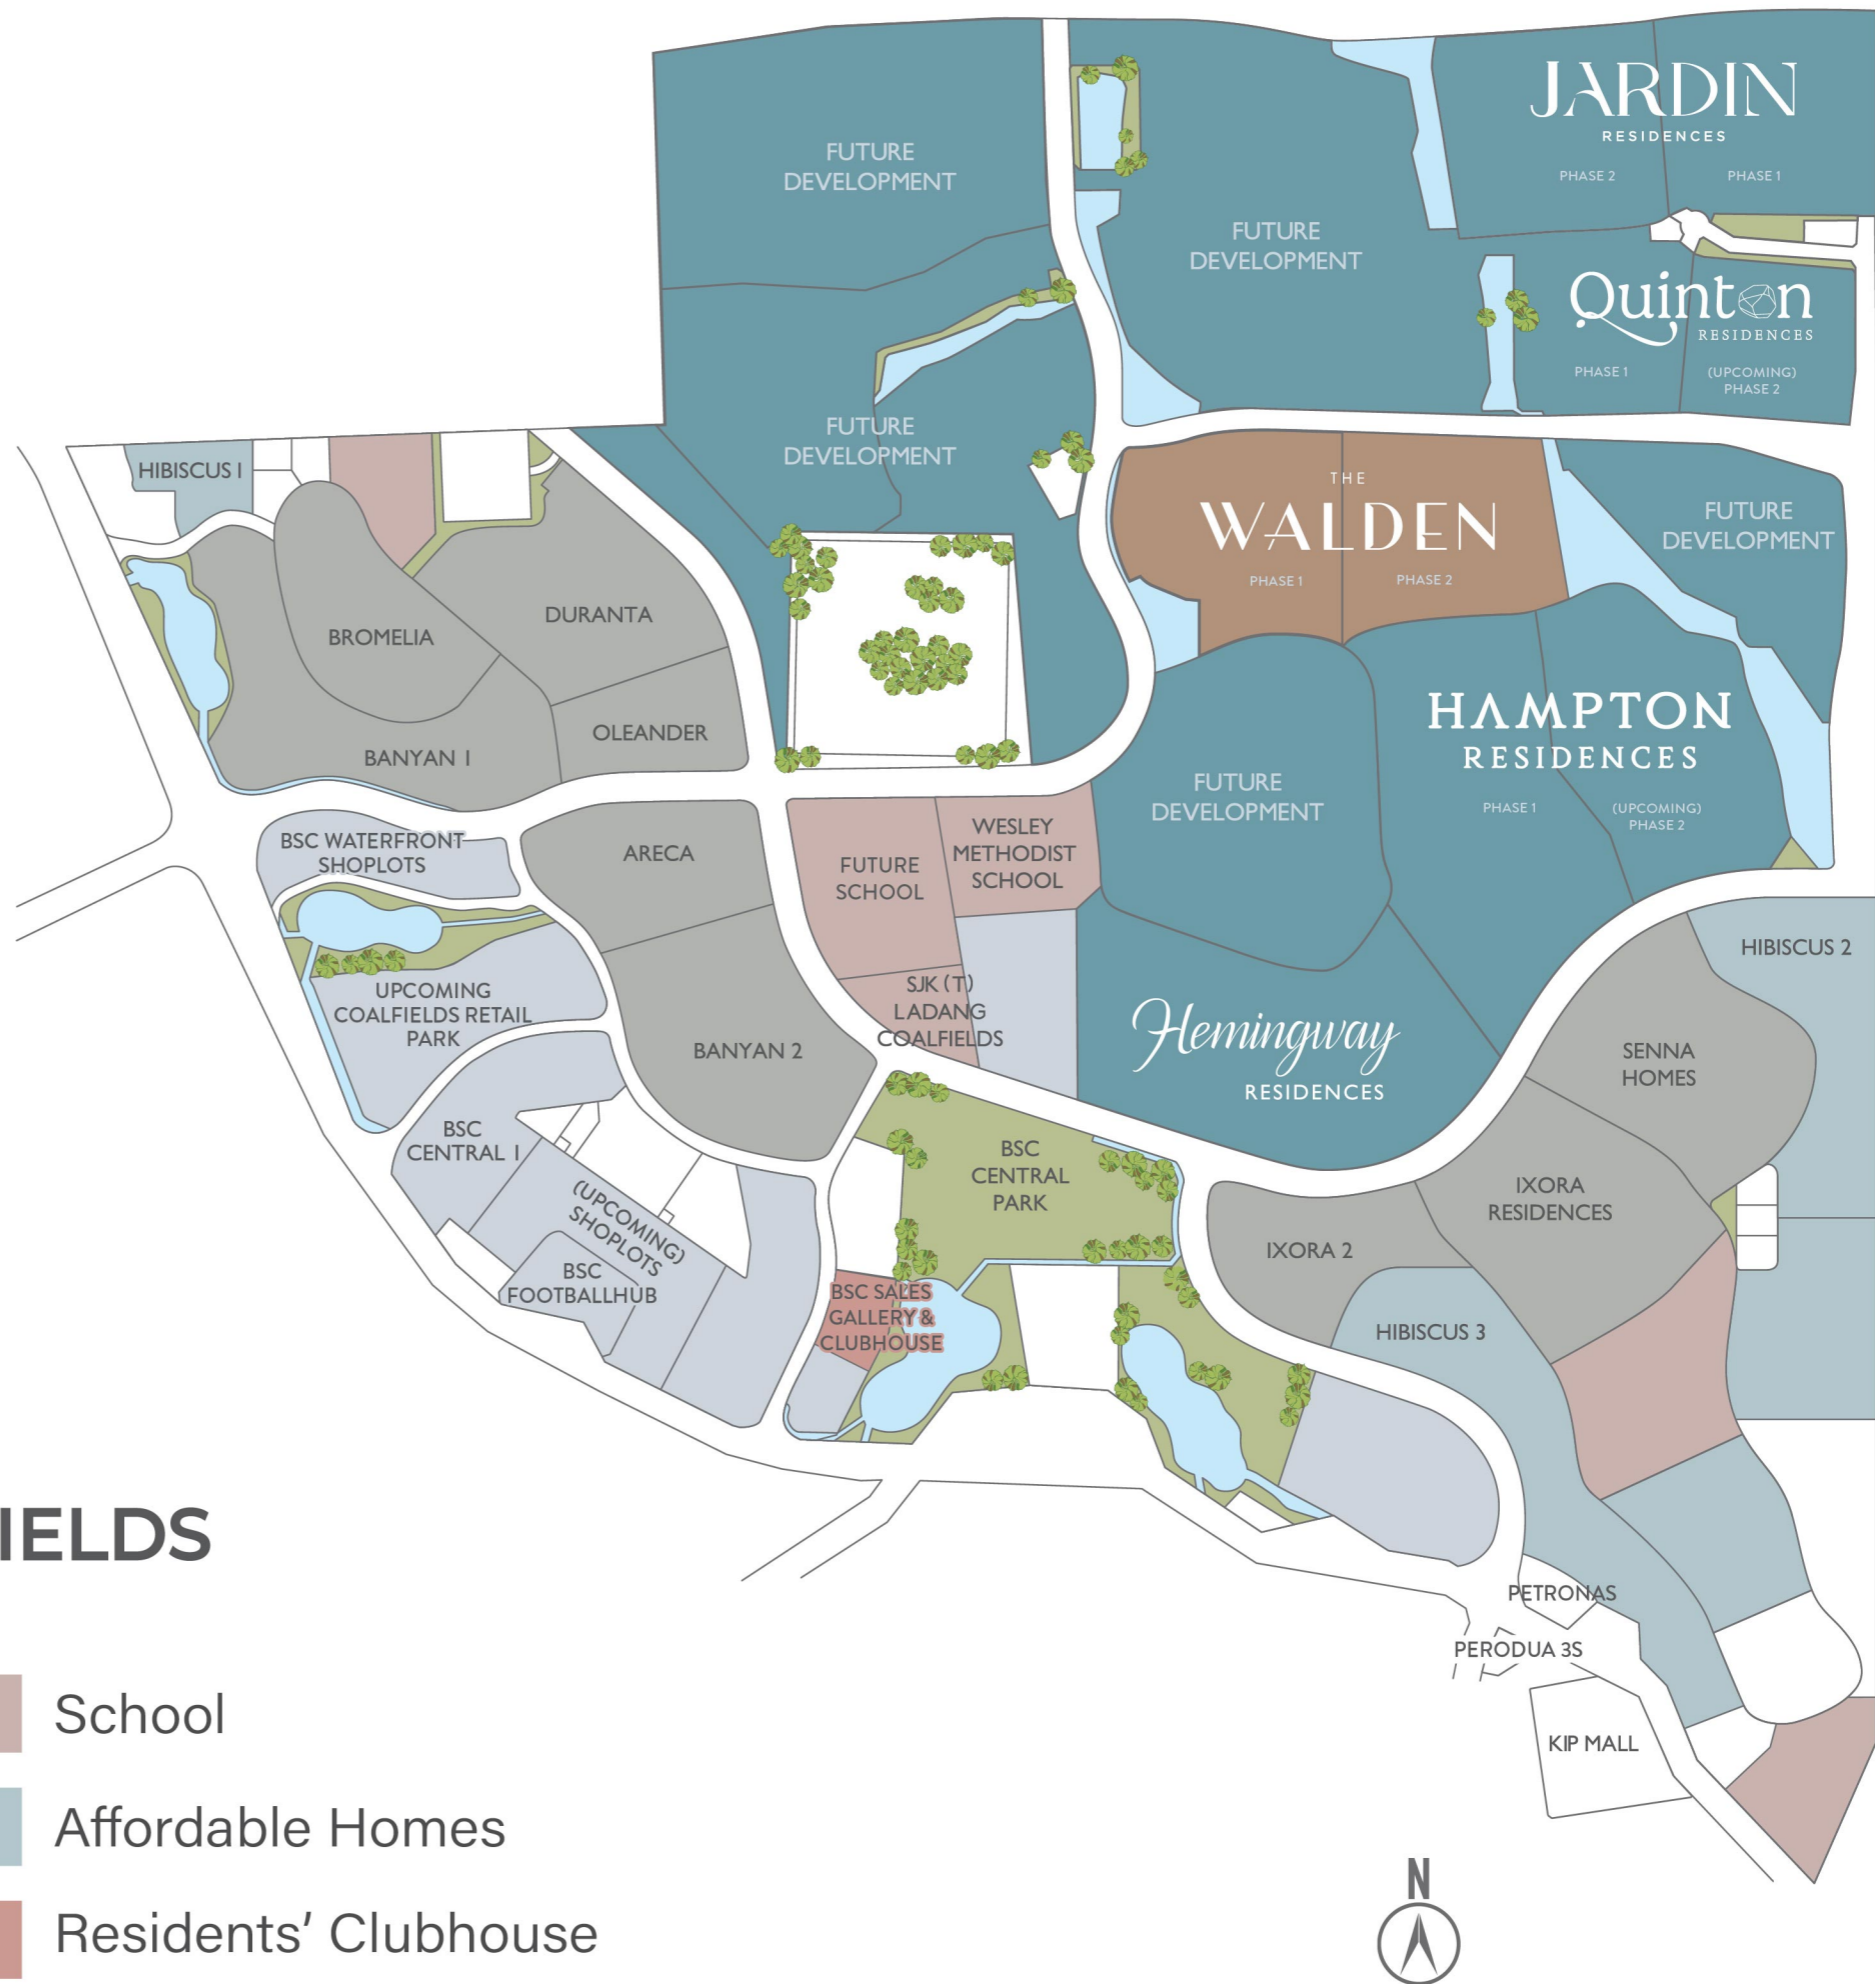 JARDIN
RESIDENCES
PHASE 2
PHASE 1
FUTURE
DEVELOPMENT
FUTURE
DEVELOPMENT
Quinton
RESIDENCES
PHASE 1
(UPCOMING)
PHASE 2
FUTURE
DEVELOPMENT
HIBISCUS 1
THE
WALDEN
PHASE 1
PHASE 2
FUTURE
DEVELOPMENT
DURANTA
BROMELIA
OLEANDER
BANYAN 1
HAMPTON
RESIDENCES
PHASE 1
(UPCOMING)
PHASE 2
FUTURE
DEVELOPMENT
BSC WATERFRONT
SHOPLOTS
ARECA
FUTURE
SCHOOL
WESLEY
METHODIST
SCHOOL
HIBISCUS 2
UPCOMING
COALFIELDS RETAIL
PARK
SJK (T)
LADANG
COALFIELDS
BANYAN 2
Hemingway
RESIDENCES
SENNA
HOMES
BSC
CENTRAL 1
BSC
CENTRAL
PARK
(UPCOMING)
SHOPLOTS
IXORA
RESIDENCES
IXORA 2
BSC
FOOTBALLHUB
BSC SALES
GALLERY &
CLUBHOUSE
HIBISCUS 3
IELDS
PETRONAS
PERODUA 3S
KIP MALL
School
Affordable Homes
Residents' Clubhouse
N